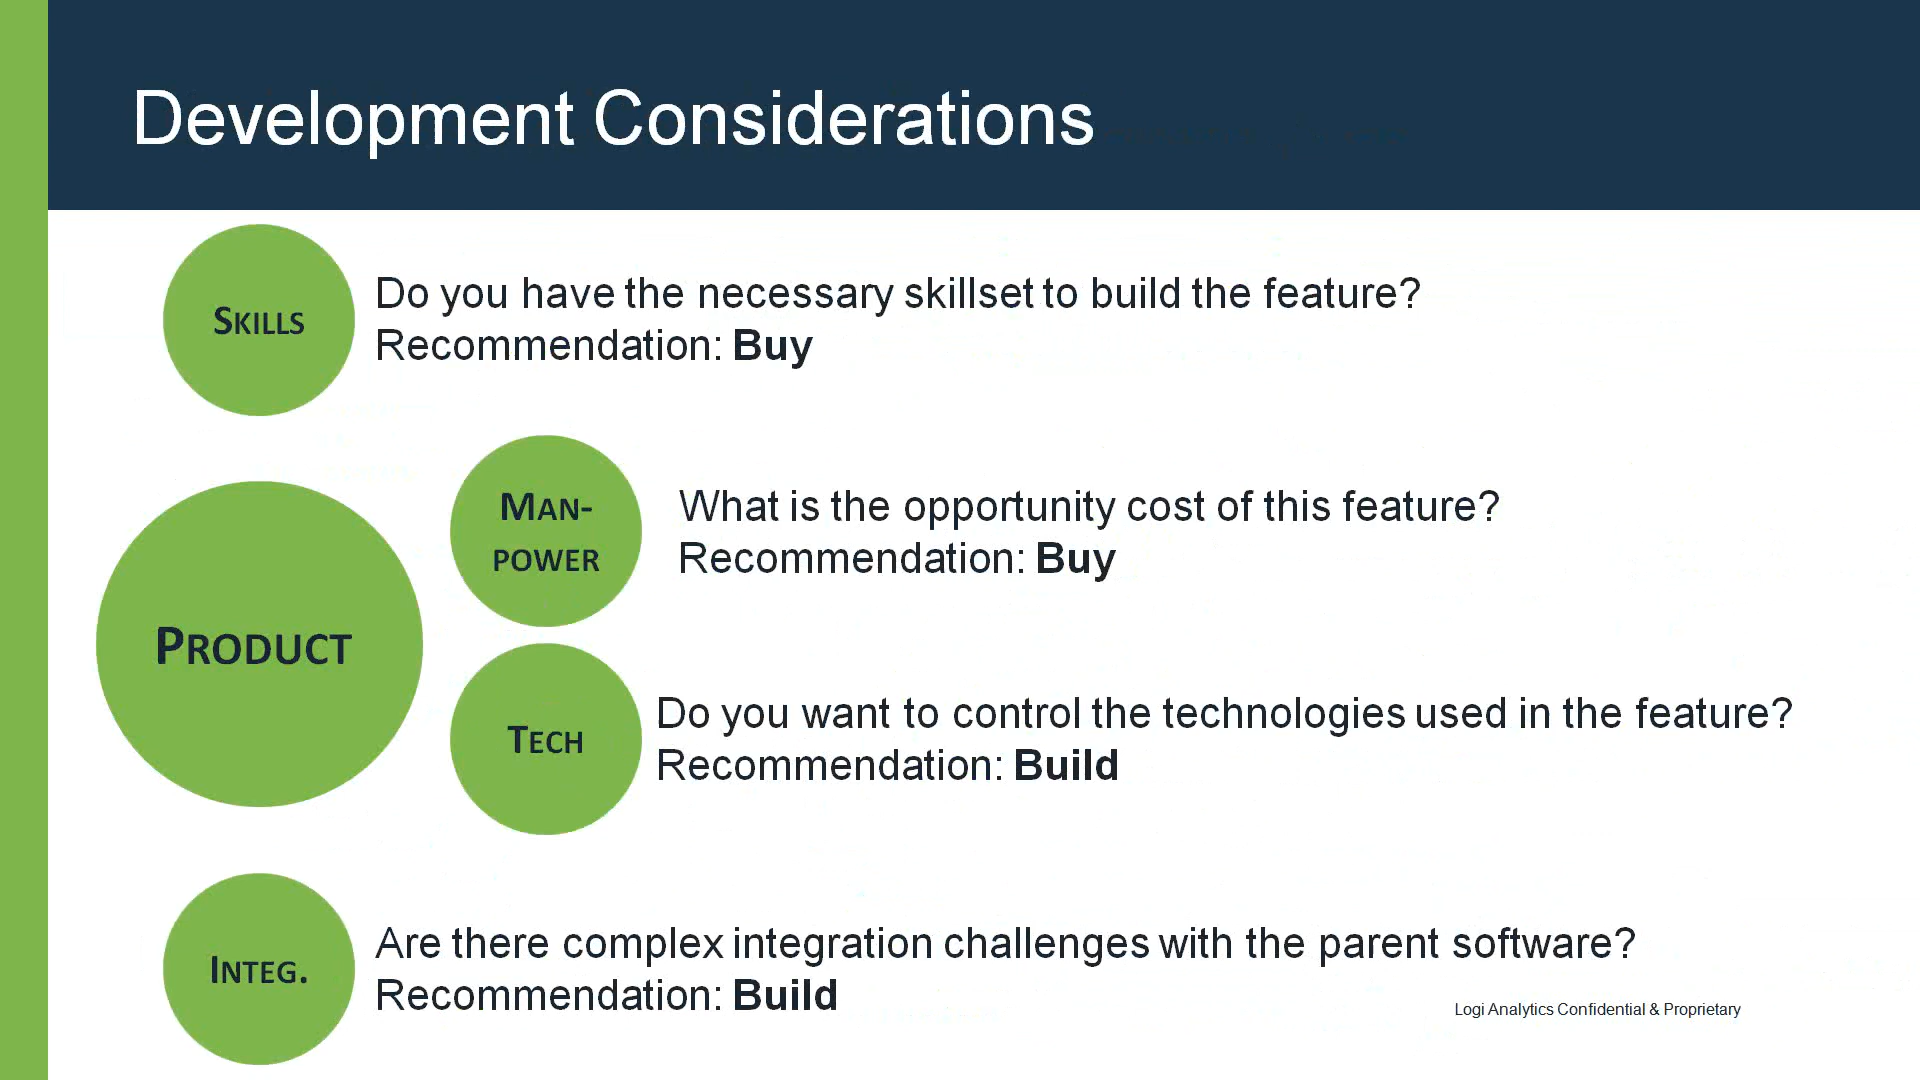 Development Considerations
SKILLS
Do you have the necessary skillset to build the feature?
Recommendation: Buy
MAN-
POWER
What is the opportunity cost of this feature?
Recommendation: Buy
PRODUCT
TECH
Do you want to control the technologies used in the feature?
Recommendation: Build
INTEG.
Are there complex integration challenges with the parent software?
Recommendation: Build
Logi Analytics Confidential & Proprietary